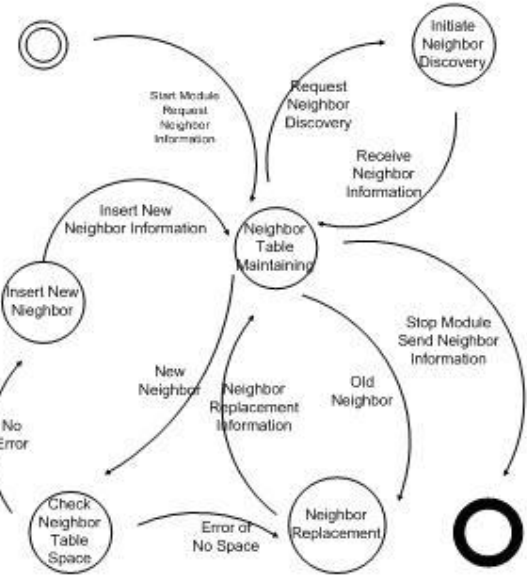 Initiate
Neighbor
Discovery
Start Module
Request
Neighbor
Information
Request
Neighbor
Discovery
Receive
Neighbor
Information
Insert New
Neighbor Information
Neighbor
Table
Maintaining
Insert New
Nieghbor
Stop Module
Send Neighbor
Information
New
Neighbor
Neighbor
Replacement
Information
Old
Neighbor
No
Error
Check
Neighbor
Table
Space
Error of
No Space
Neighbor
Replacement